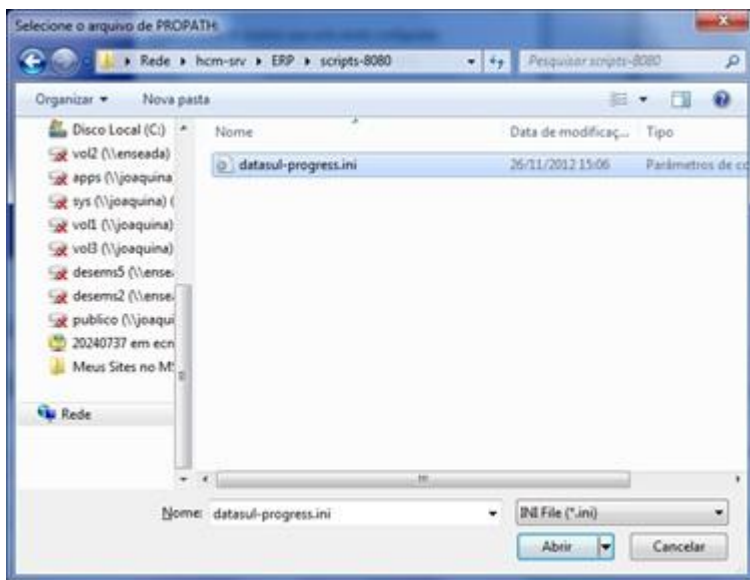 Selecione o arquivo de PROPATH
Rede hcm-srv ERP scripts-8080
Pesquisar scripts-8080
Organizar Nova pasta
Nome Data de modificaç... Tipo
Disco Local (C:)
vol2 (\\enseada)
apps (\\joaquina
sys (\\joaquina) (
vol1 (\\joaquina)
vol3 (\\joaquina)
desems5 (\\ense
desems2 (\\ense
publico (\\joaqui
20240737 em ecn
Meus Sites no MS
Rede
datasul-progress.ini 26/11/2012 15:06 Parâmetros de co
Nome: datasul-progress.ini INI File (*.ini)
Abrir Cancelar